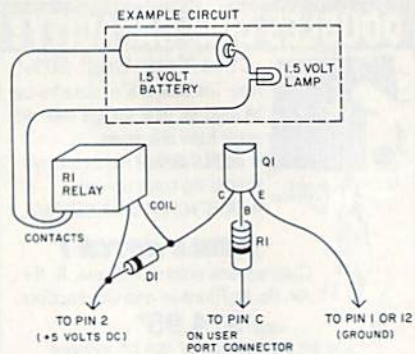 EXAMPLE CIRCUIT
1.5 VOLT
BATTERY
1.5 VOLT
LAMP
R1
RELAY
COIL
CONTACTS
D1
Q1
C
B
E
R1
TO PIN 2
(+5 VOLTS DC)
TO PIN C
ON USER
PORT CONNECTOR
TO PIN 1 OR 12
(GROUND)